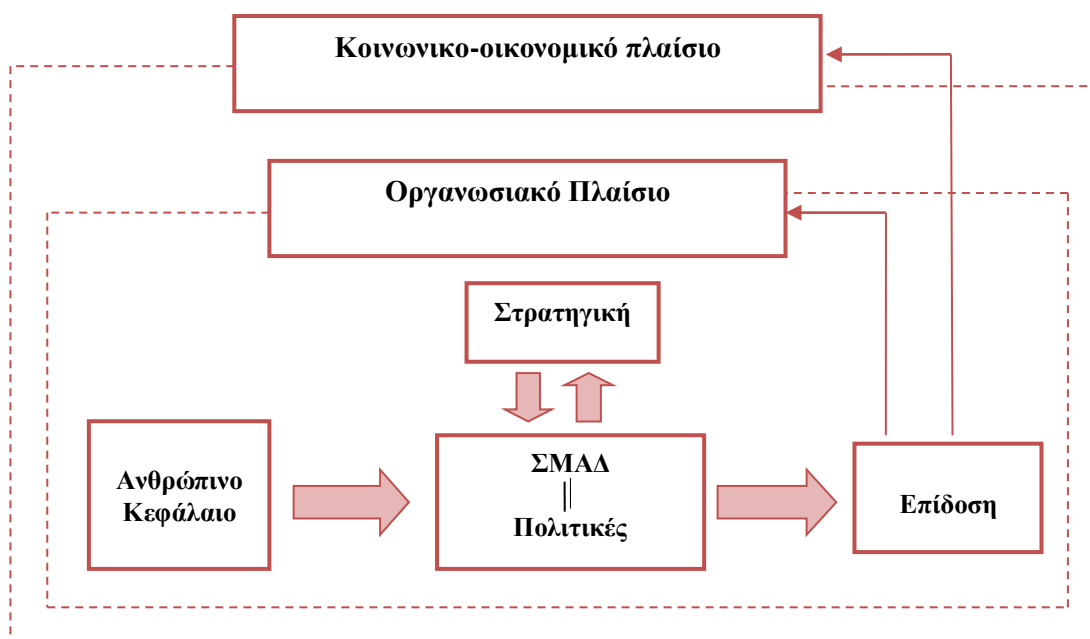 Κοινωνικο-οικονομικό πλαίσιο
Οργανωσιακό Πλαίσιο
Στρατηγική
Ανθρώπινο
Κεφάλαιο
ΣΜΑΔ
Πολιτικές
Επίδοση